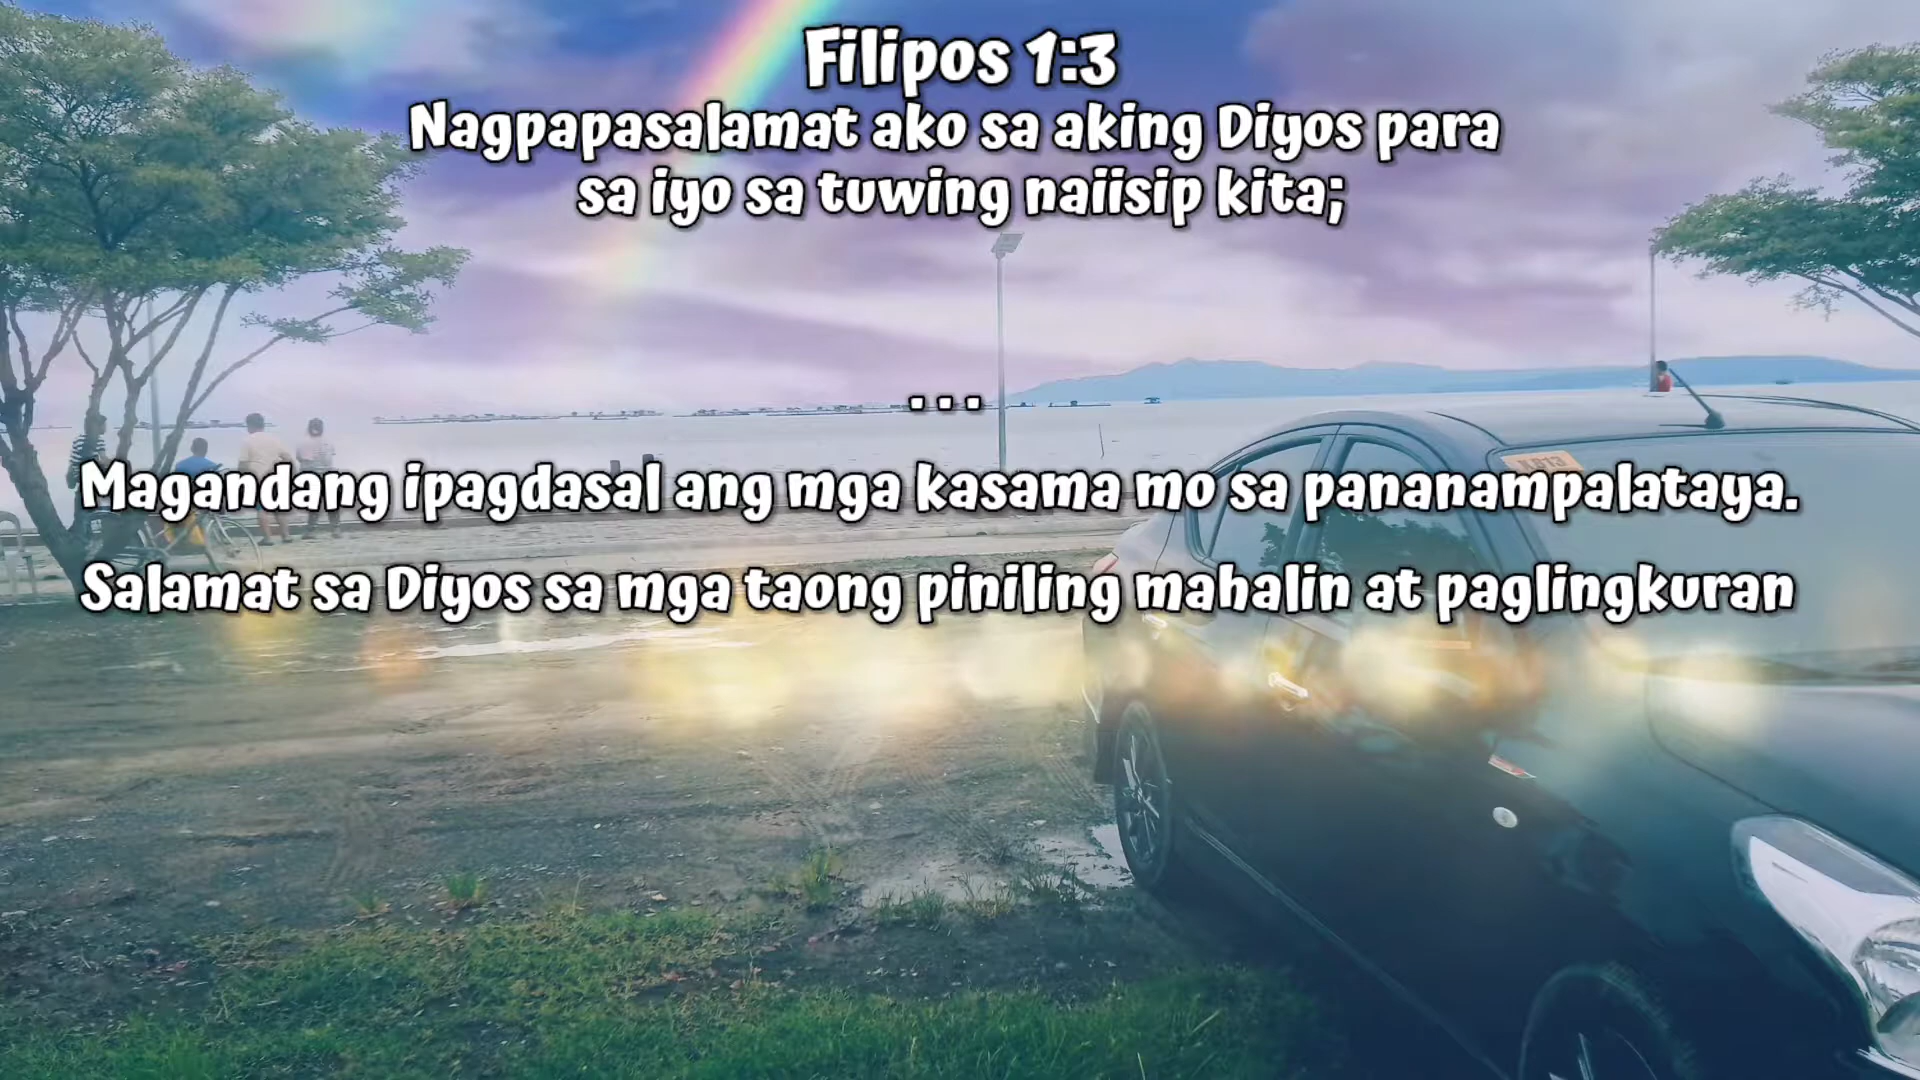 Filipos 1:3
Nagpapasalamat ako sa aking Diyos para
sa iyo sa tuwing naiisip kita;
...
Magandang ipagdasal ang mga kasama mo sa pananampalataya.
Salamat sa Diyos sa mga taong piniling mahalin at paglingkuran